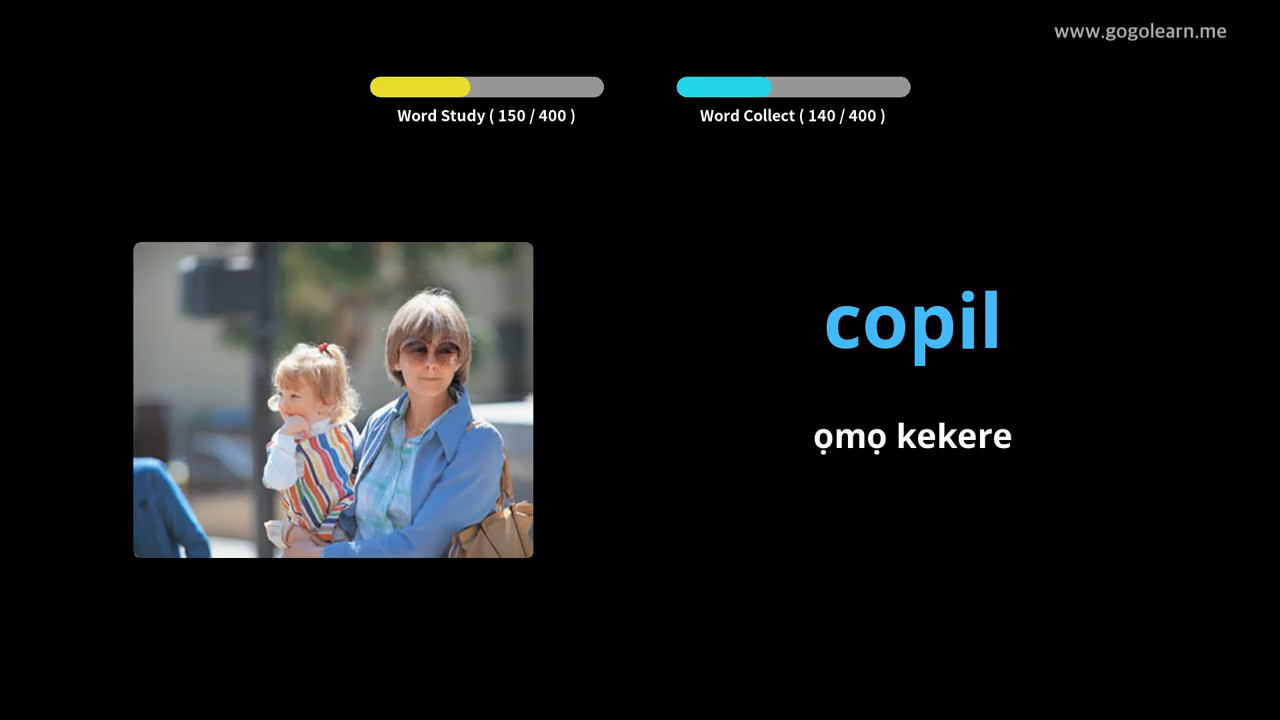 www.gogolearn.me
Word Study ( 150 / 400 )
Word Collect ( 140 / 400 )
copil
ọmọ kekere